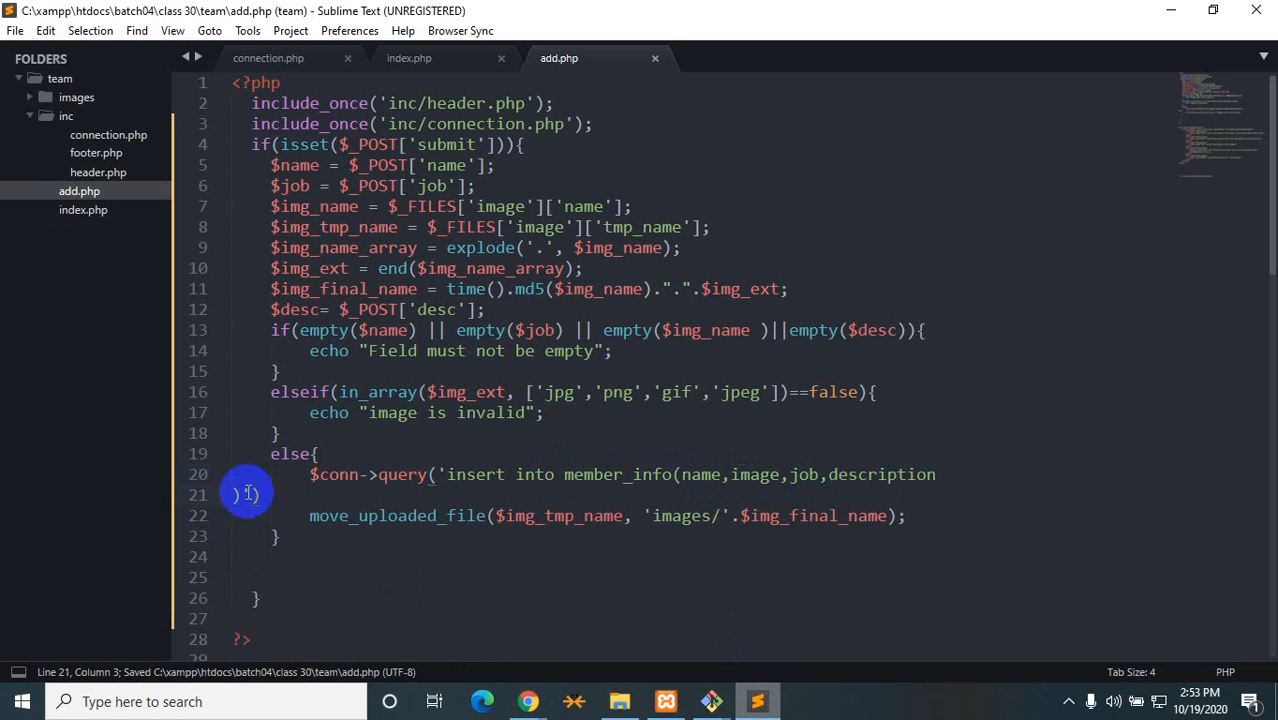 C:\xampp\htdocs\batch04\class 30\team\add.php (team) - Sublime Text (UNREGISTERED)
File Edit Selection Find View Goto Tools Project Preferences Help Browser Sync
FOLDERS
team
images
inc
connection.php
footer.php
header.php
add.php
index.php
connection.php × index.php × add.php ×
1 <?php
2 include_once('inc/header.php');
3 include_once('inc/connection.php');
4 if(isset($_POST['submit'])){
5 $name = $_POST['name'];
6 $job = $_POST['job'];
7 $img_name = $_FILES['image']['name'];
8 $img_tmp_name = $_FILES['image']['tmp_name'];
9 $img_name_array = explode('.', $img_name);
10 $img_ext = end($img_name_array);
11 $img_final_name = time().md5($img_name).".".$img_ext;
12 $desc= $_POST['desc'];
13 if(empty($name) || empty($job) || empty($img_name )||empty($desc)){
14 echo "Field must not be empty";
15 }
16 elseif(in_array($img_ext, ['jpg','png','gif','jpeg'])==false){
17 echo "image is invalid";
18 }
19 else{
20 $conn->query('insert into member_info(name,image,job,description
21 )')
22 move_uploaded_file($img_tmp_name, 'images/'.$img_final_name);
23 }
24
25
26 }
27
28 ?>
29
Line 21, Column 3; Saved C:\xampp\htdocs\batch04\class 30\team\add.php (UTF-8)
Tab Size: 4 PHP
Type here to search
2:53 PM
10/19/2020
1